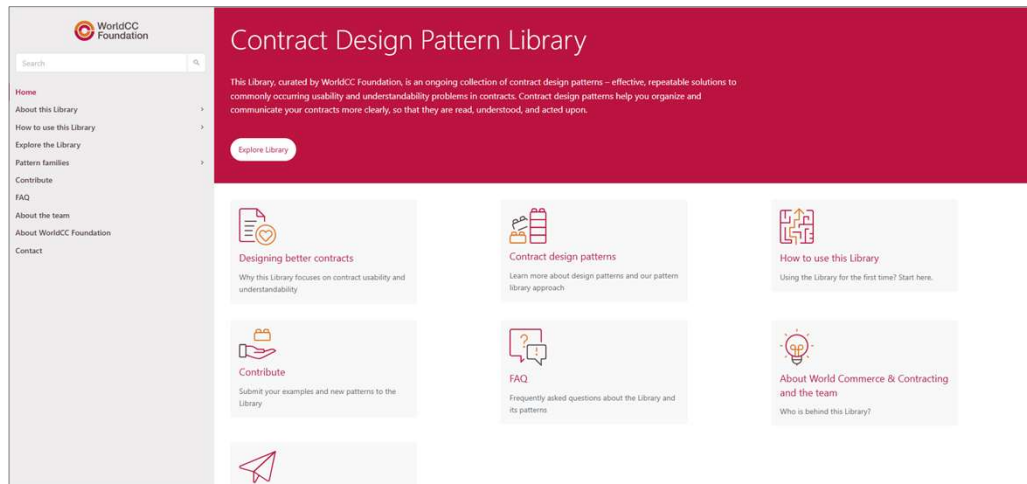 WorldCC
Foundation
Search
Home
About this Library
How to use this Library
Explore the Library
Pattern families
Contribute
FAQ
About the team
About WorldCC Foundation
Contact
Contract Design Pattern Library
This Library, curated by WorldCC Foundation, is an ongoing collection of contract design patterns – effective, repeatable solutions to
commonly occurring usability and understandability problems in contracts. Contract design patterns help you organize and
communicate your contracts more clearly, so that they are read, understood, and acted upon.
Explore Library
Designing better contracts
Why this Library focuses on contract usability and
understandability
Contract design patterns
Learn more about design patterns and our pattern
library approach
How to use this Library
Using the Library for the first time? Start here.
Contribute
Submit your examples and new patterns to the
Library
FAQ
Frequently asked questions about the Library and
its patterns
About World Commerce & Contracting
and the team
Who is behind this Library?